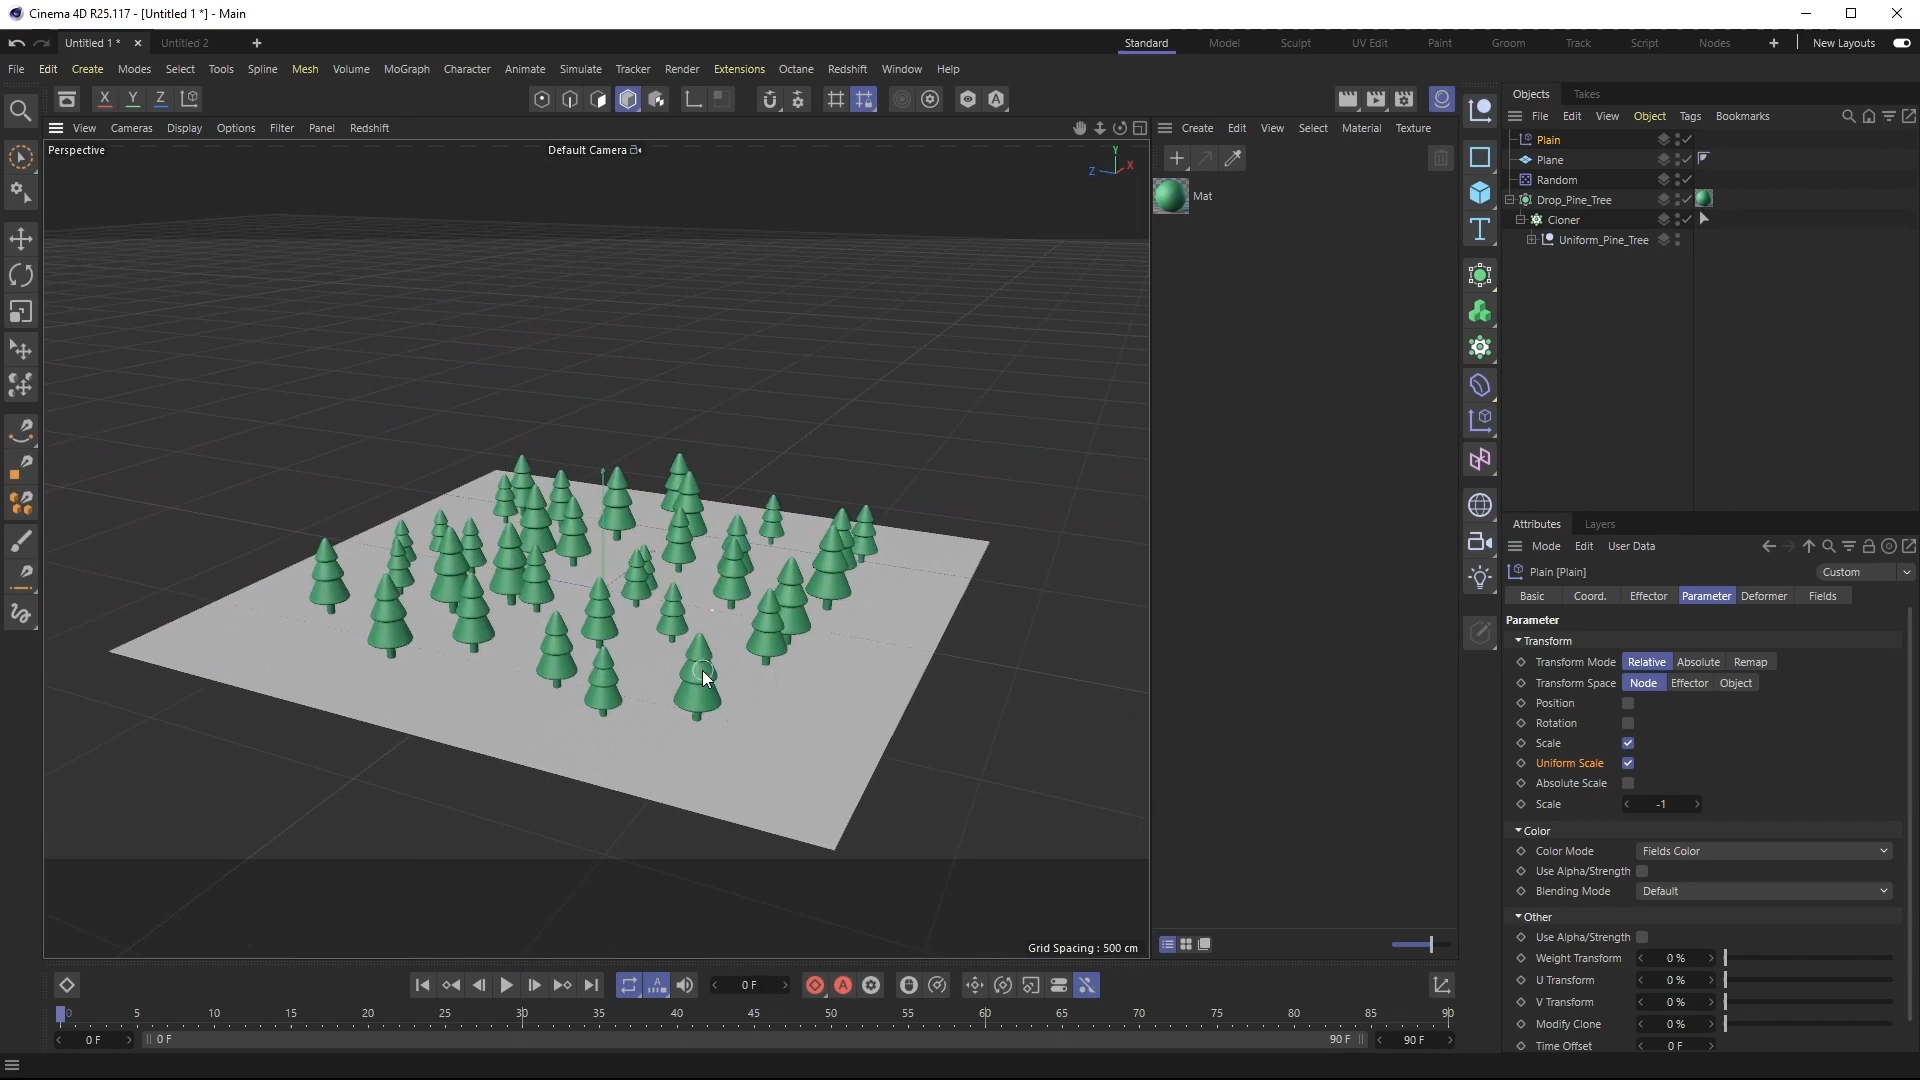 Cinema 4D R25.117 - [Untitled 1 *] - Main
Untitled 1 * Untitled 2
Standard Model Sculpt UV Edit Paint Groom Track Script Nodes New Layouts
File Edit Create Modes Select Tools Spline Mesh Volume MoGraph Character Animate Simulate Tracker Render Extensions Octane Redshift Window Help
X Y Z
View Cameras Display Options Filter Panel Redshift
Perspective
Default Camera
Y
Z X
Create Edit View Select Material Texture
Mat
Grid Spacing : 500 cm
Objects Takes
File Edit View Object Tags Bookmarks
Plain
Plane
Random
Drop_Pine_Tree
Cloner
Uniform_Pine_Tree
Attributes Layers
Mode Edit User Data
Plain [Plain] Custom
Basic Coord. Effector Parameter Deformer Fields
Parameter
Transform
Transform Mode Relative Absolute Remap
Transform Space Node Effector Object
Position
Rotation
Scale
Uniform Scale
Absolute Scale
Scale -1
Color
Color Mode Fields Color
Use Alpha/Strength
Blending Mode Default
Other
Use Alpha/Strength
Weight Transform 0 %
U Transform 0 %
V Transform 0 %
Modify Clone 0 %
Time Offset 0 F
0 F
0 5 10 15 20 25 30 35 40 45 50 55 60 65 70 75 80 85 90
0 F 0 F 90 F 90 F